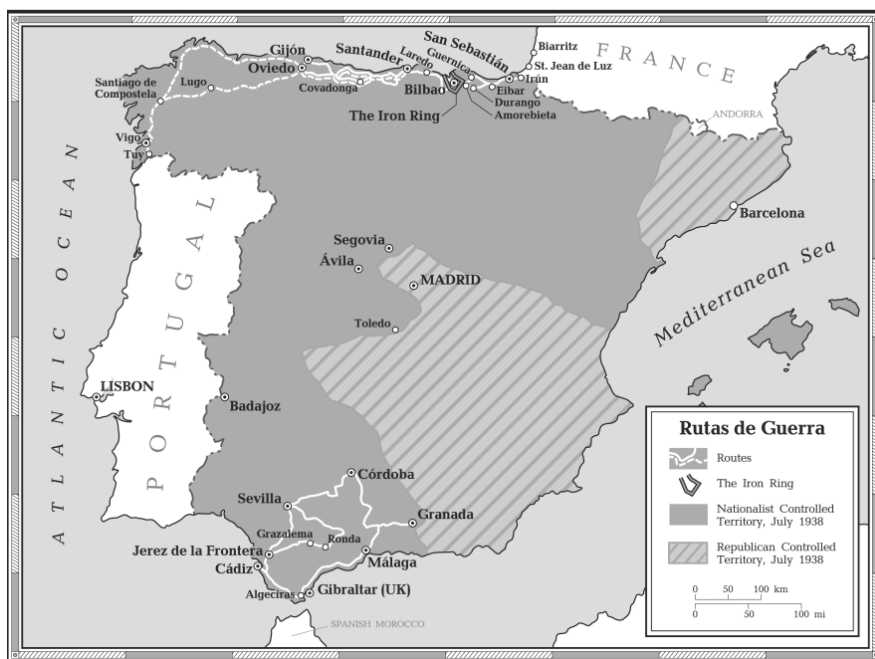 Biarritz
FRANCE
San Sebastián
Gijón
Santander
Guernica
St. Jean de Luz
Laredo
Oviedo
Irún
Santiago de
Compostela
Lugo
Covadonga
Bilbao
Eibar
Durango
The Iron Ring
Amorebieta
ANDORRA
Vigo
Tuy
ATLANTIC OCEAN
PORTUGAL
Barcelona
Segovia
Ávila
MADRID
Mediterranean Sea
Toledo
LISBON
Badajoz
Córdoba
Sevilla
Granada
Grazalema
Ronda
Jerez de la Frontera
Málaga
Cádiz
Algeciras
Gibraltar (UK)
SPANISH MOROCCO
Rutas de Guerra
Routes
The Iron Ring
Nationalist Controlled
Territory, July 1938
Republican Controlled
Territory, July 1938
0 50 100 km
0 50 100 mi